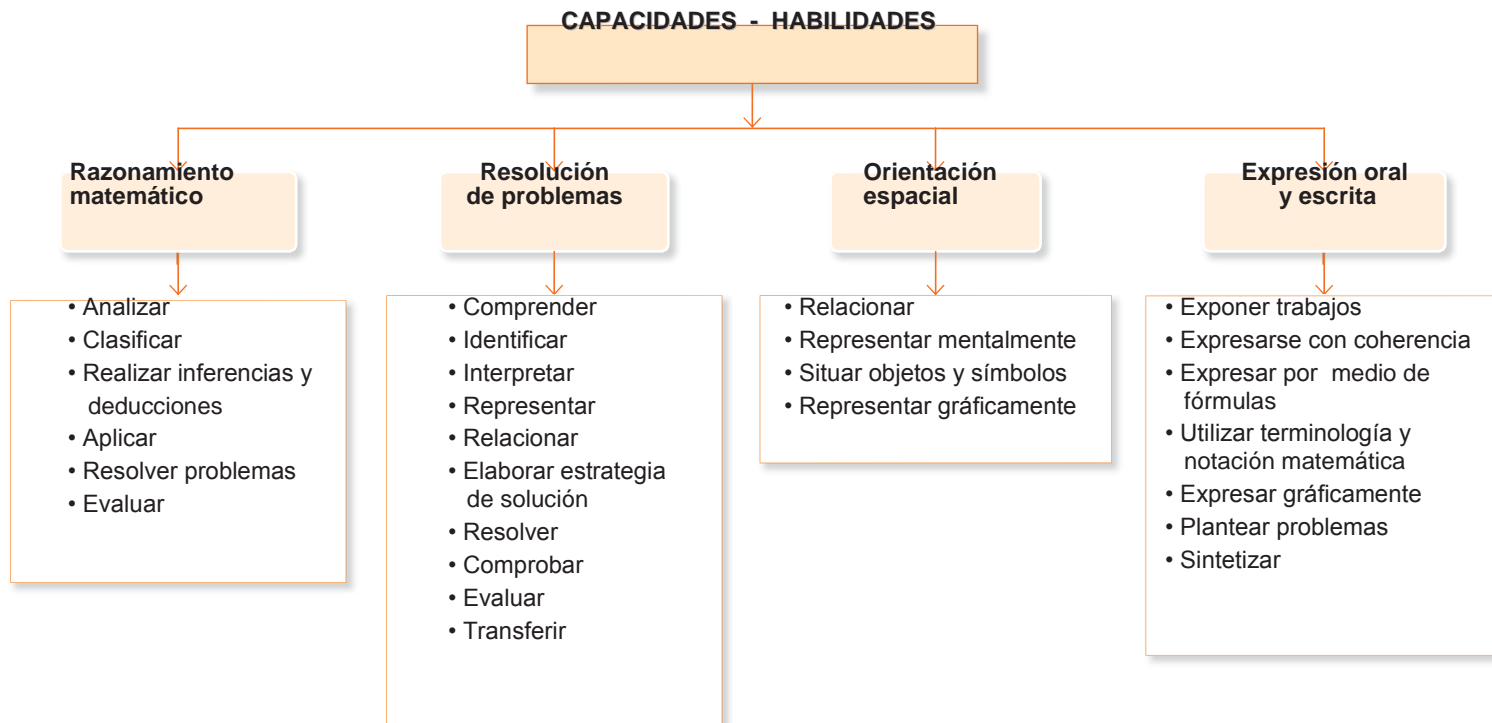 CAPACIDADES - HABILIDADES
Razonamiento
matemático
• Analizar
• Clasificar
• Realizar inferencias y
deducciones
• Aplicar
• Resolver problemas
• Evaluar
Resolución
de problemas
• Comprender
• Identificar
• Interpretar
• Representar
• Relacionar
• Elaborar estrategia
de solución
• Resolver
• Comprobar
• Evaluar
• Transferir
Orientación
espacial
• Relacionar
• Representar mentalmente
• Situar objetos y símbolos
• Representar gráficamente
Expresión oral
y escrita
• Exponer trabajos
• Expresarse con coherencia
• Expresar por medio de
fórmulas
• Utilizar terminología y
notación matemática
• Expresar gráficamente
• Plantear problemas
• Sintetizar